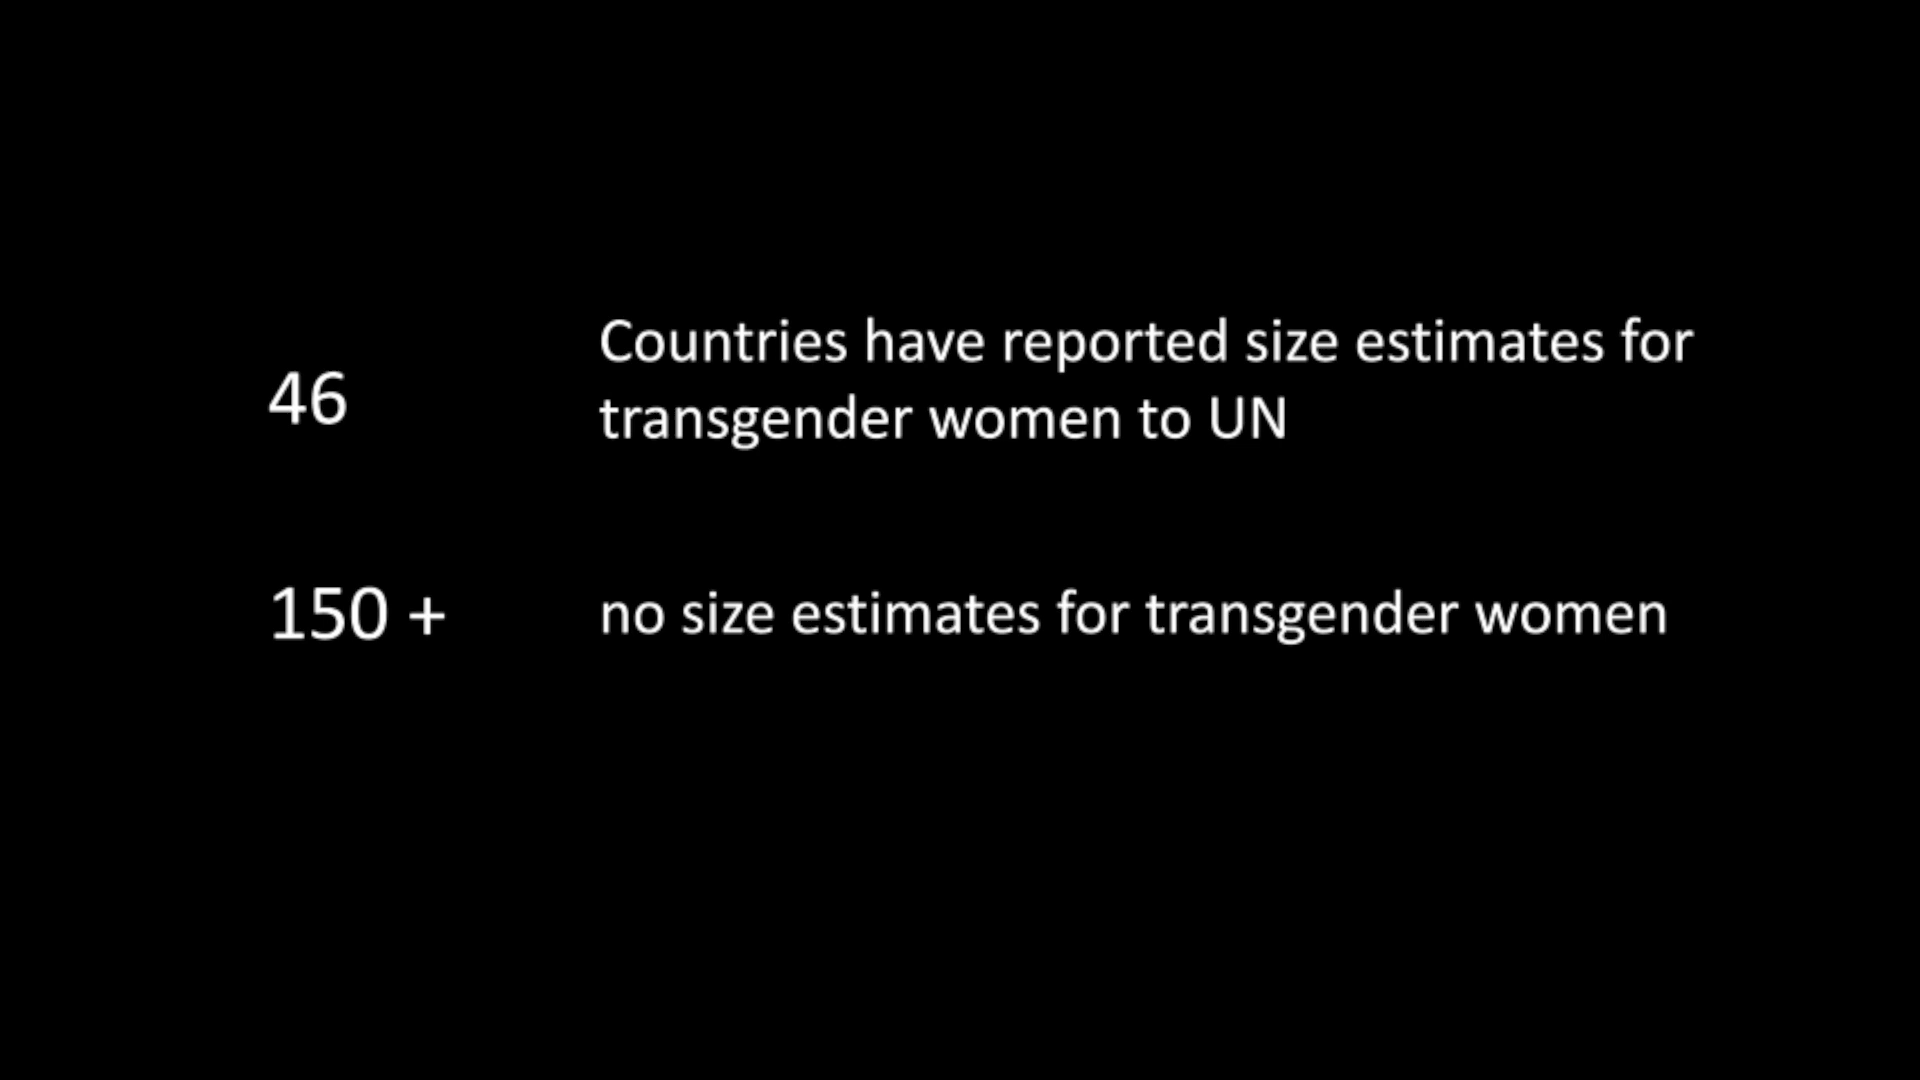 46
Countries have reported size estimates for
transgender women to UN
150 +
no size estimates for transgender women